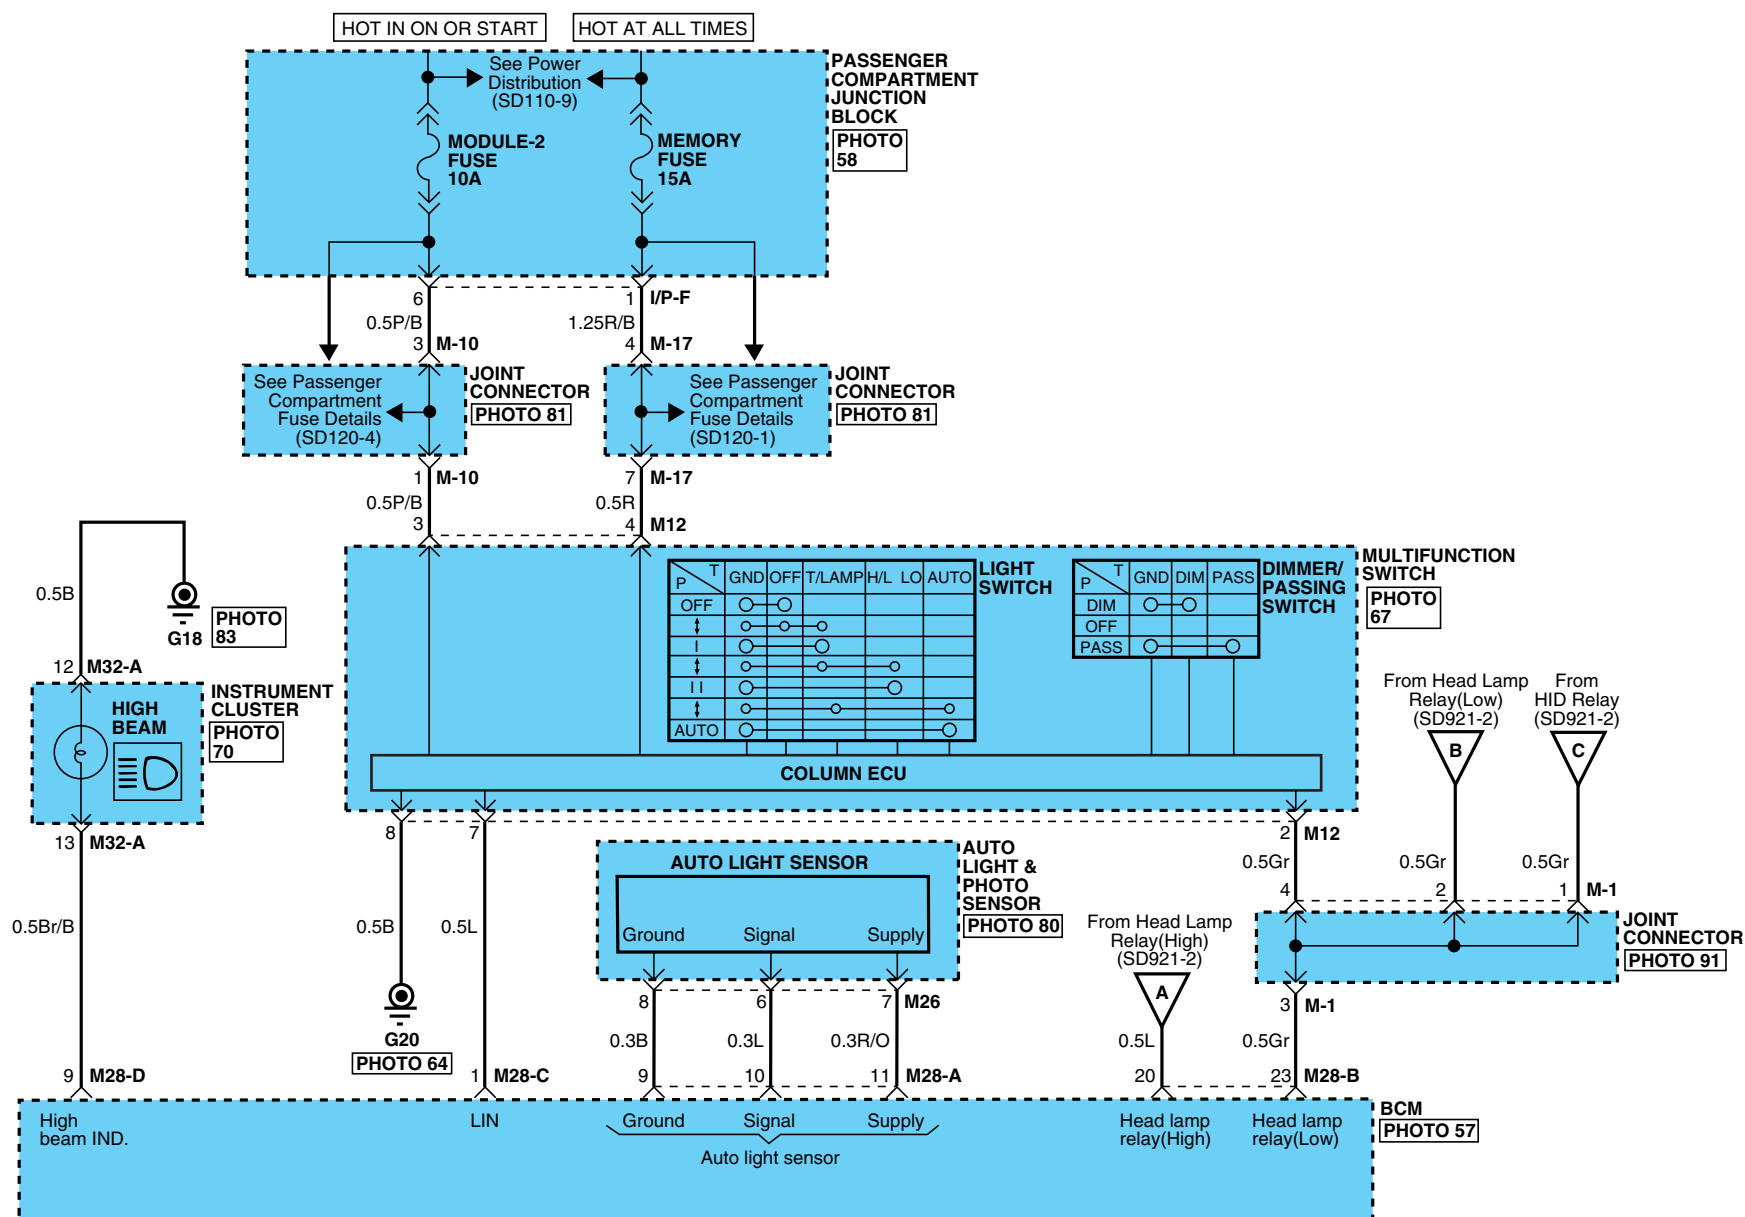 HOT IN ON OR START
HOT AT ALL TIMES
See Power
Distribution
(SD110-9)
PASSENGER
COMPARTMENT
JUNCTION
BLOCK
PHOTO
58
MODULE-2
FUSE
10A
MEMORY
FUSE
15A
6
1
I/P-F
0.5P/B
1.25R/B
3
M-10
4
M-17
See Passenger
Compartment
Fuse Details
(SD120-4)
JOINT
CONNECTOR
PHOTO 81
See Passenger
Compartment
Fuse Details
(SD120-1)
JOINT
CONNECTOR
PHOTO 81
1
M-10
7
M-17
0.5P/B
0.5R
3
4
M12
0.5B
G18
PHOTO
83
12
M32-A
HIGH
BEAM
INSTRUMENT
CLUSTER
PHOTO
70
13
M32-A
0.5Br/B
9
M28-D
T
P
GND
OFF
T/LAMP
H/L LO
AUTO
OFF
I
I I
AUTO
LIGHT
SWITCH
T
P
GND
DIM
PASS
DIM
OFF
PASS
DIMMER/
PASSING
SWITCH
MULTIFUNCTION
SWITCH
PHOTO
67
COLUMN ECU
8
7
2
M12
0.5B
0.5L
0.5Gr
G20
PHOTO 64
1
M28-C
AUTO LIGHT SENSOR
Ground
Signal
Supply
AUTO
LIGHT &
PHOTO
SENSOR
PHOTO 80
8
6
7
M26
0.3B
0.3L
0.3R/O
9
10
11
M28-A
From Head Lamp
Relay(High)
(SD921-2)
A
0.5L
20
From Head Lamp
Relay(Low)
(SD921-2)
B
0.5Gr
2
From
HID Relay
(SD921-2)
C
0.5Gr
1
M-1
4
JOINT
CONNECTOR
PHOTO 91
3
M-1
0.5Gr
23
M28-B
BCM
PHOTO 57
High
beam IND.
LIN
Ground
Signal
Supply
Auto light sensor
Head lamp
relay(High)
Head lamp
relay(Low)